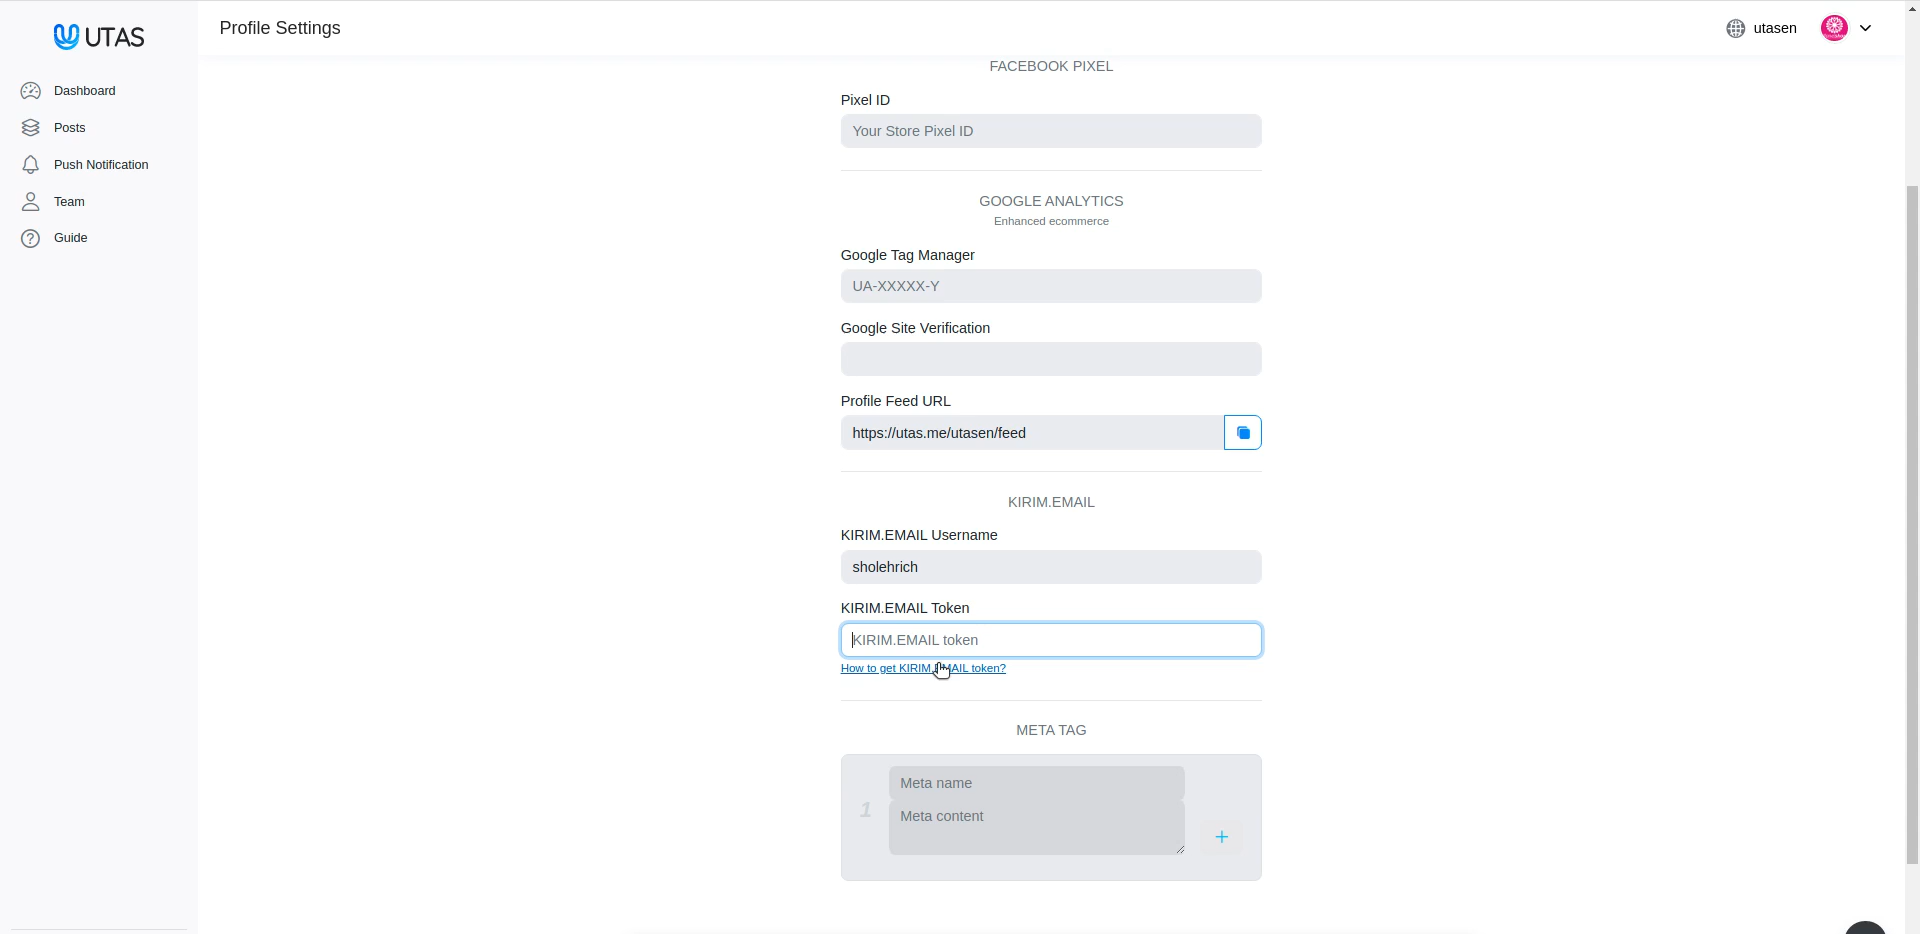 UTAS
Profile Settings
utasen
Dashboard
Posts
Push Notification
Team
Guide
FACEBOOK PIXEL
Pixel ID
Your Store Pixel ID
GOOGLE ANALYTICS
Enhanced ecommerce
Google Tag Manager
UA-XXXXX-Y
Google Site Verification
Profile Feed URL
https://utas.me/utasen/feed
KIRIM.EMAIL
KIRIM.EMAIL Username
sholehrich
KIRIM.EMAIL Token
KIRIM.EMAIL token
How to get KIRIM.EMAIL token?
META TAG
1
Meta name
Meta content